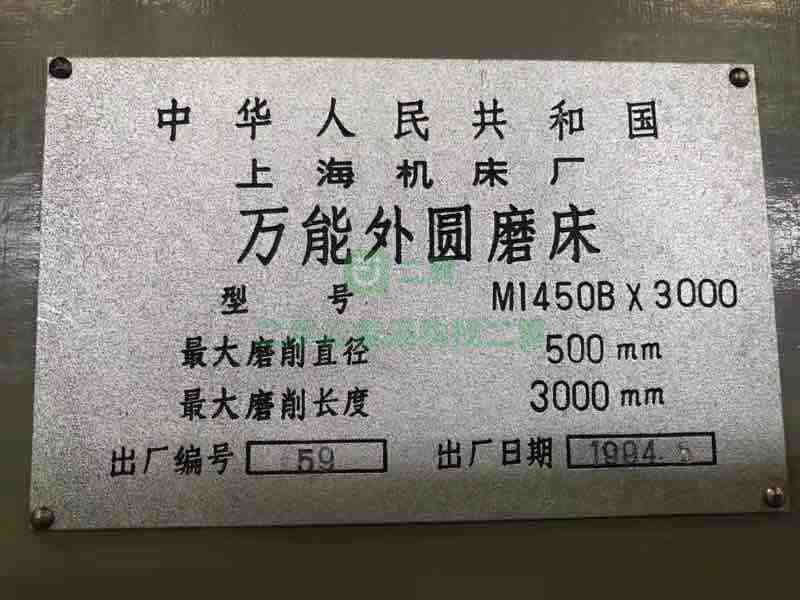 中华人民共和国
上海机床厂
万能外圆磨床
型号 M1450B X 3000
最大磨削直径 500 mm
最大磨削长度 3000 mm
出厂编号 59 出厂日期 1994.5